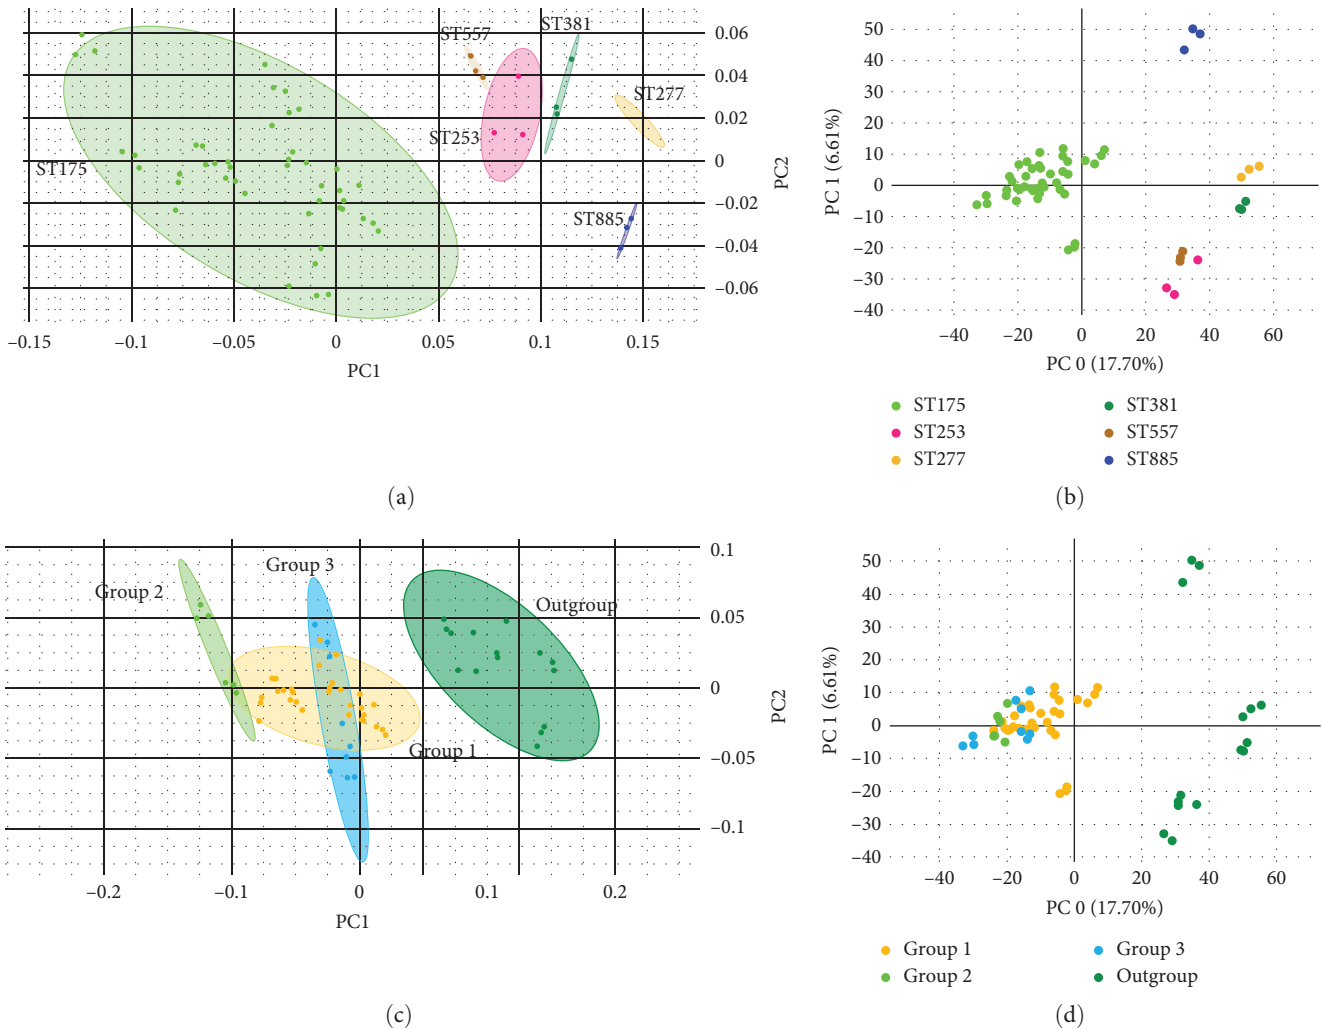 ST381
ST557
ST277
ST253
ST175
ST885
0.06
0.04
0.02
0
−0.02
−0.04
−0.06
PC2
−0.15
−0.1
−0.05
0
0.05
0.1
0.15
PC1
(a)
50
40
30
20
10
0
−10
−20
−30
−40
PC 1 (6.61%)
−40
−20
0
20
40
60
PC 0 (17.70%)
ST175
ST253
ST277
ST381
ST557
ST885
(b)
Group 3
Group 2
Outgroup
Group 1
0.1
0.05
0
−0.05
−0.1
PC2
−0.2
−0.1
0
0.1
0.2
PC1
(c)
50
40
30
20
10
0
−10
−20
−30
−40
PC 1 (6.61%)
−40
−20
0
20
40
60
PC 0 (17.70%)
Group 1
Group 2
Group 3
Outgroup
(d)